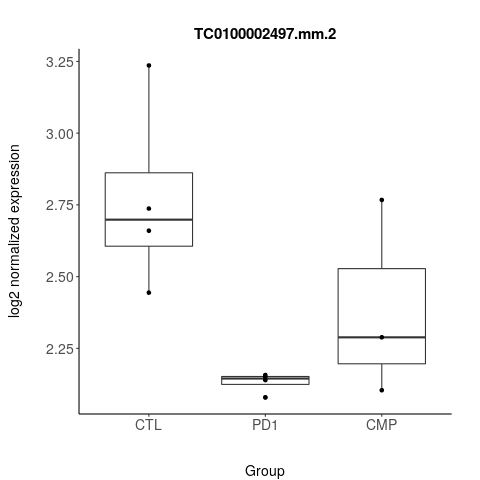 TC0100002497.mm.2
log2 normalized expression
3.25
3.00
2.75
2.50
2.25
CTL PD1 CMP
Group